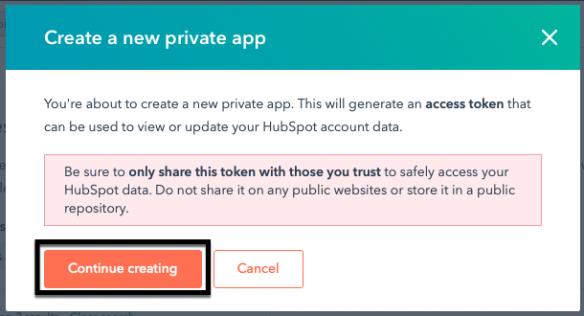 Create a new private app
You're about to create a new private app. This will generate an access token that
can be used to view or update your HubSpot account data.
Be sure to only share this token with those you trust to safely access your
HubSpot data. Do not share it on any public websites or store it in a public
repository.
Continue creating
Cancel